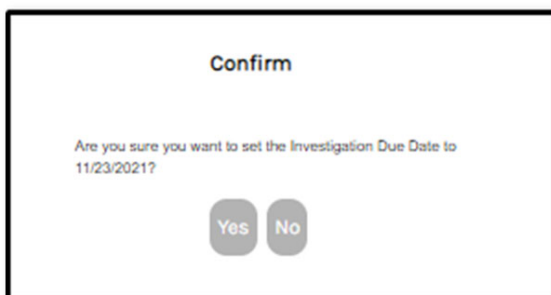 Confirm
Are you sure you want to set the Investigation Due Date to
11/23/2021?
Yes No